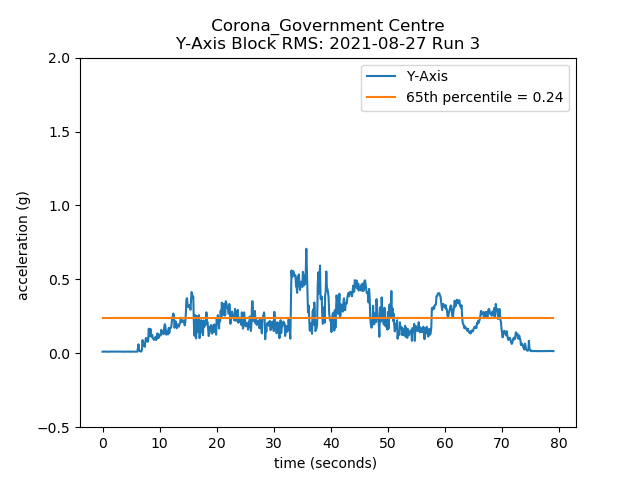 Corona_Government Centre
Y-Axis Block RMS: 2021-08-27 Run 3
Y-Axis
65th percentile = 0.24
2.0
1.5
1.0
0.5
0.0
−0.5
acceleration (g)
0 10 20 30 40 50 60 70 80
time (seconds)